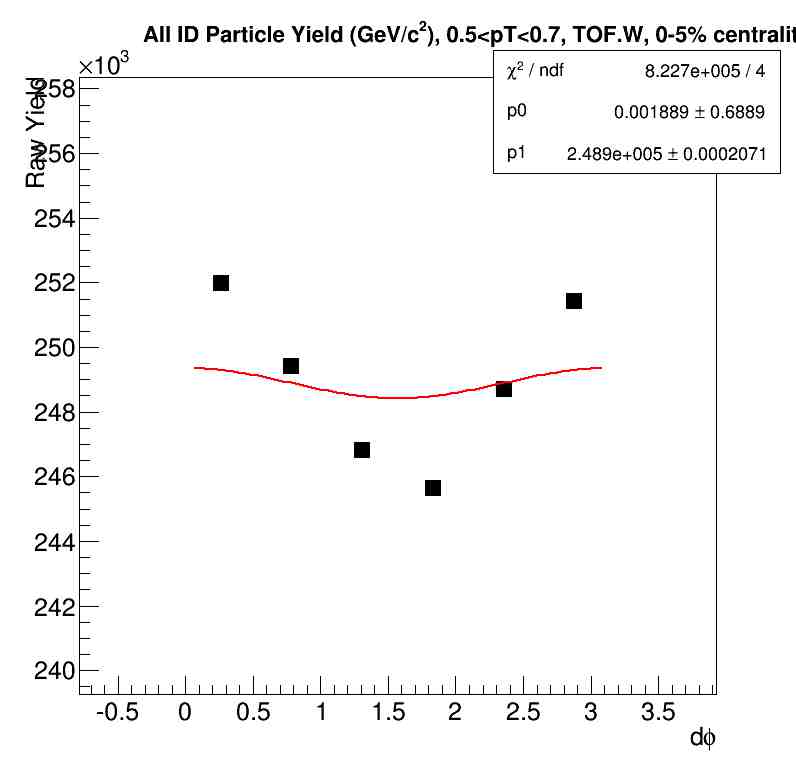 All ID Particle Yield (GeV/c²), 0.5<pT<0.7, TOF.W, 0-5% centralit
×10³
χ² / ndf 8.227e+005 / 4
p0 0.001889 ± 0.6889
p1 2.489e+005 ± 0.0002071
Raw Yield
258
256
254
252
250
248
246
244
242
240
-0.5 0 0.5 1 1.5 2 2.5 3 3.5
dϕ